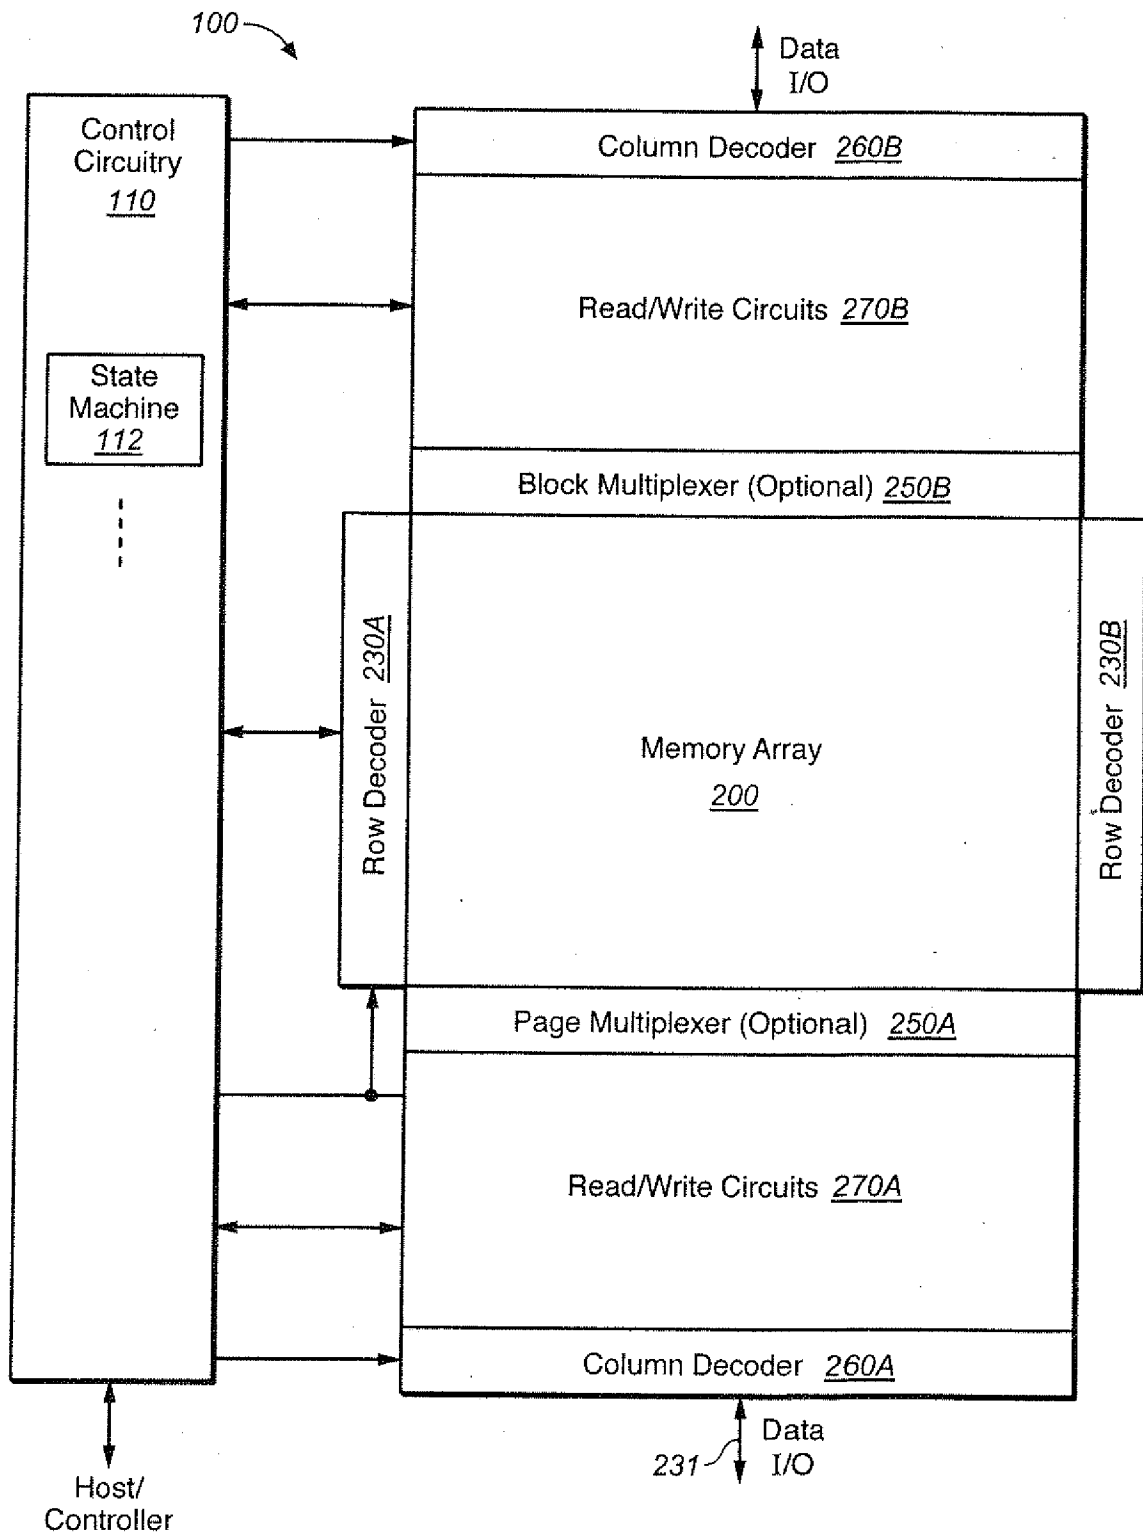 100
Data
I/O
Control
Circuitry
110
Column Decoder 260B
Read/Write Circuits 270B
State
Machine
112
Block Multiplexer (Optional) 250B
Row Decoder 230A
Memory Array
200
Row Decoder 230B
Page Multiplexer (Optional) 250A
Read/Write Circuits 270A
Column Decoder 260A
231
Data
I/O
Host/
Controller